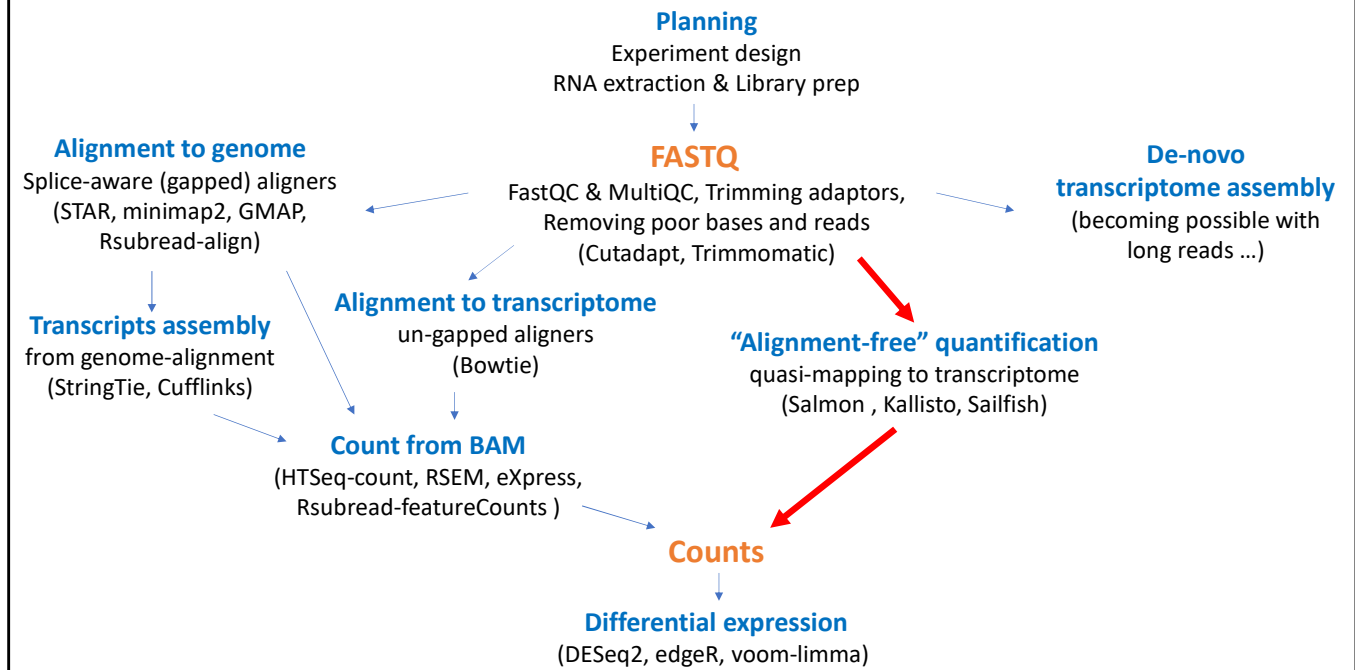 Planning
Experiment design
RNA extraction & Library prep
FASTQ
FastQC & MultiQC, Trimming adaptors,
Removing poor bases and reads
(Cutadapt, Trimmomatic)
Alignment to genome
Splice-aware (gapped) aligners
(STAR, minimap2, GMAP,
Rsubread-align)
De-novo
transcriptome assembly
(becoming possible with
long reads …)
Transcripts assembly
from genome-alignment
(StringTie, Cufflinks)
Alignment to transcriptome
un-gapped aligners
(Bowtie)
“Alignment-free” quantification
quasi-mapping to transcriptome
(Salmon , Kallisto, Sailfish)
Count from BAM
(HTSeq-count, RSEM, eXpress,
Rsubread-featureCounts )
Counts
Differential expression
(DESeq2, edgeR, voom-limma)